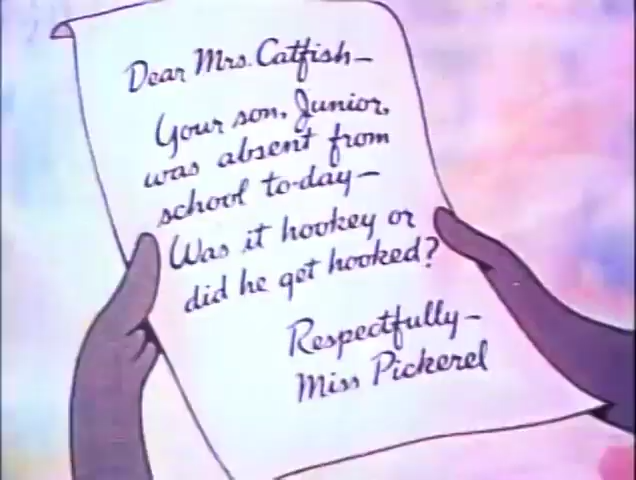 Dear Mrs. Catfish—
Your son, Junior,
was absent from
school to-day—
Was it hookey or
did he get hooked?
Respectfully—
Miss Pickerel